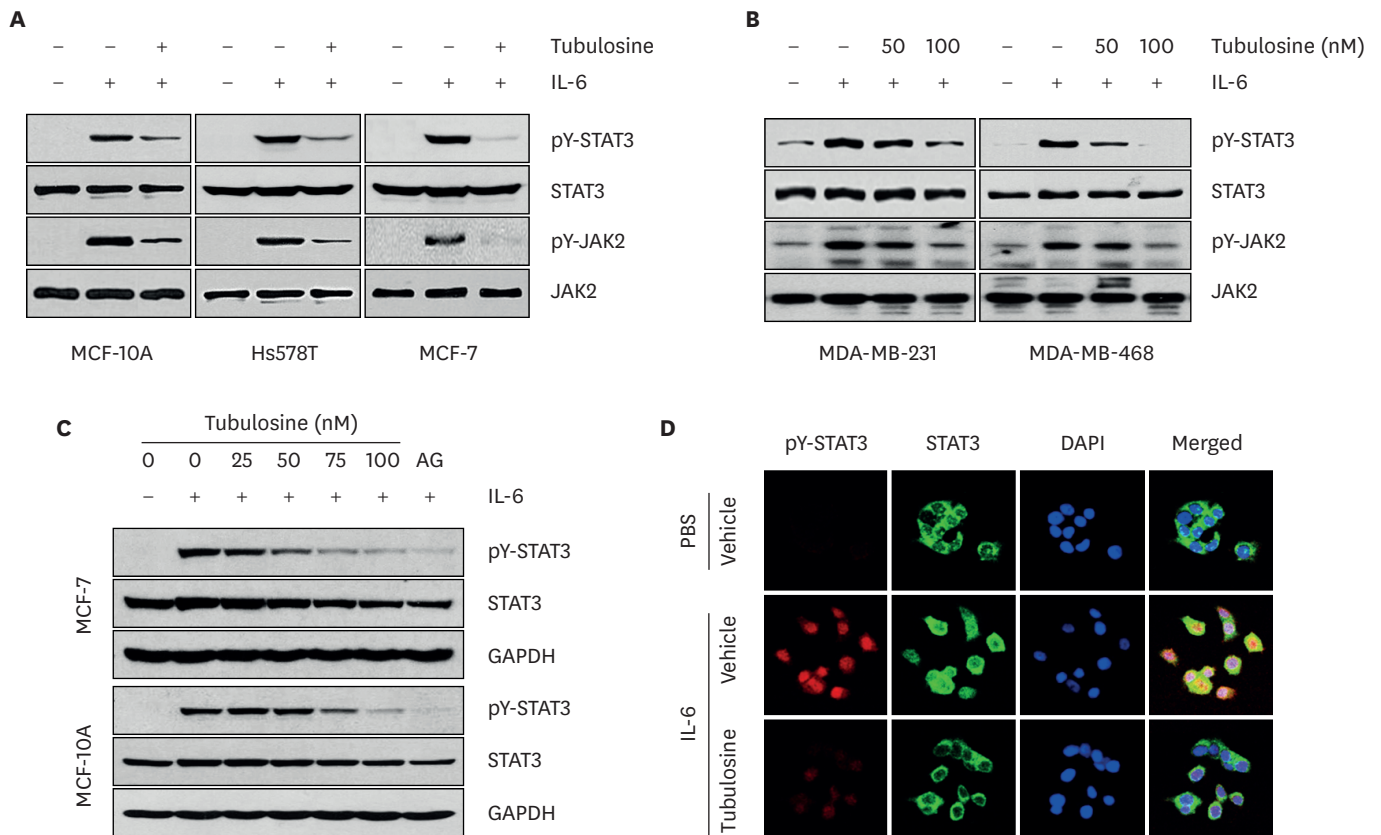 A
– – + – – + – – + Tubulosine
– + + – + + – + + IL-6
pY-STAT3
STAT3
pY-JAK2
JAK2
MCF-10A Hs578T MCF-7
B
– – 50 100 – – 50 100 Tubulosine (nM)
– + + + – + + + IL-6
pY-STAT3
STAT3
pY-JAK2
JAK2
MDA-MB-231 MDA-MB-468
C
Tubulosine (nM)
0 0 25 50 75 100 AG
– + + + + + + IL-6
MCF-7
pY-STAT3
STAT3
GAPDH
MCF-10A
pY-STAT3
STAT3
GAPDH
D
pY-STAT3 STAT3 DAPI Merged
PBS
Vehicle
IL-6
Vehicle
Tubulosine